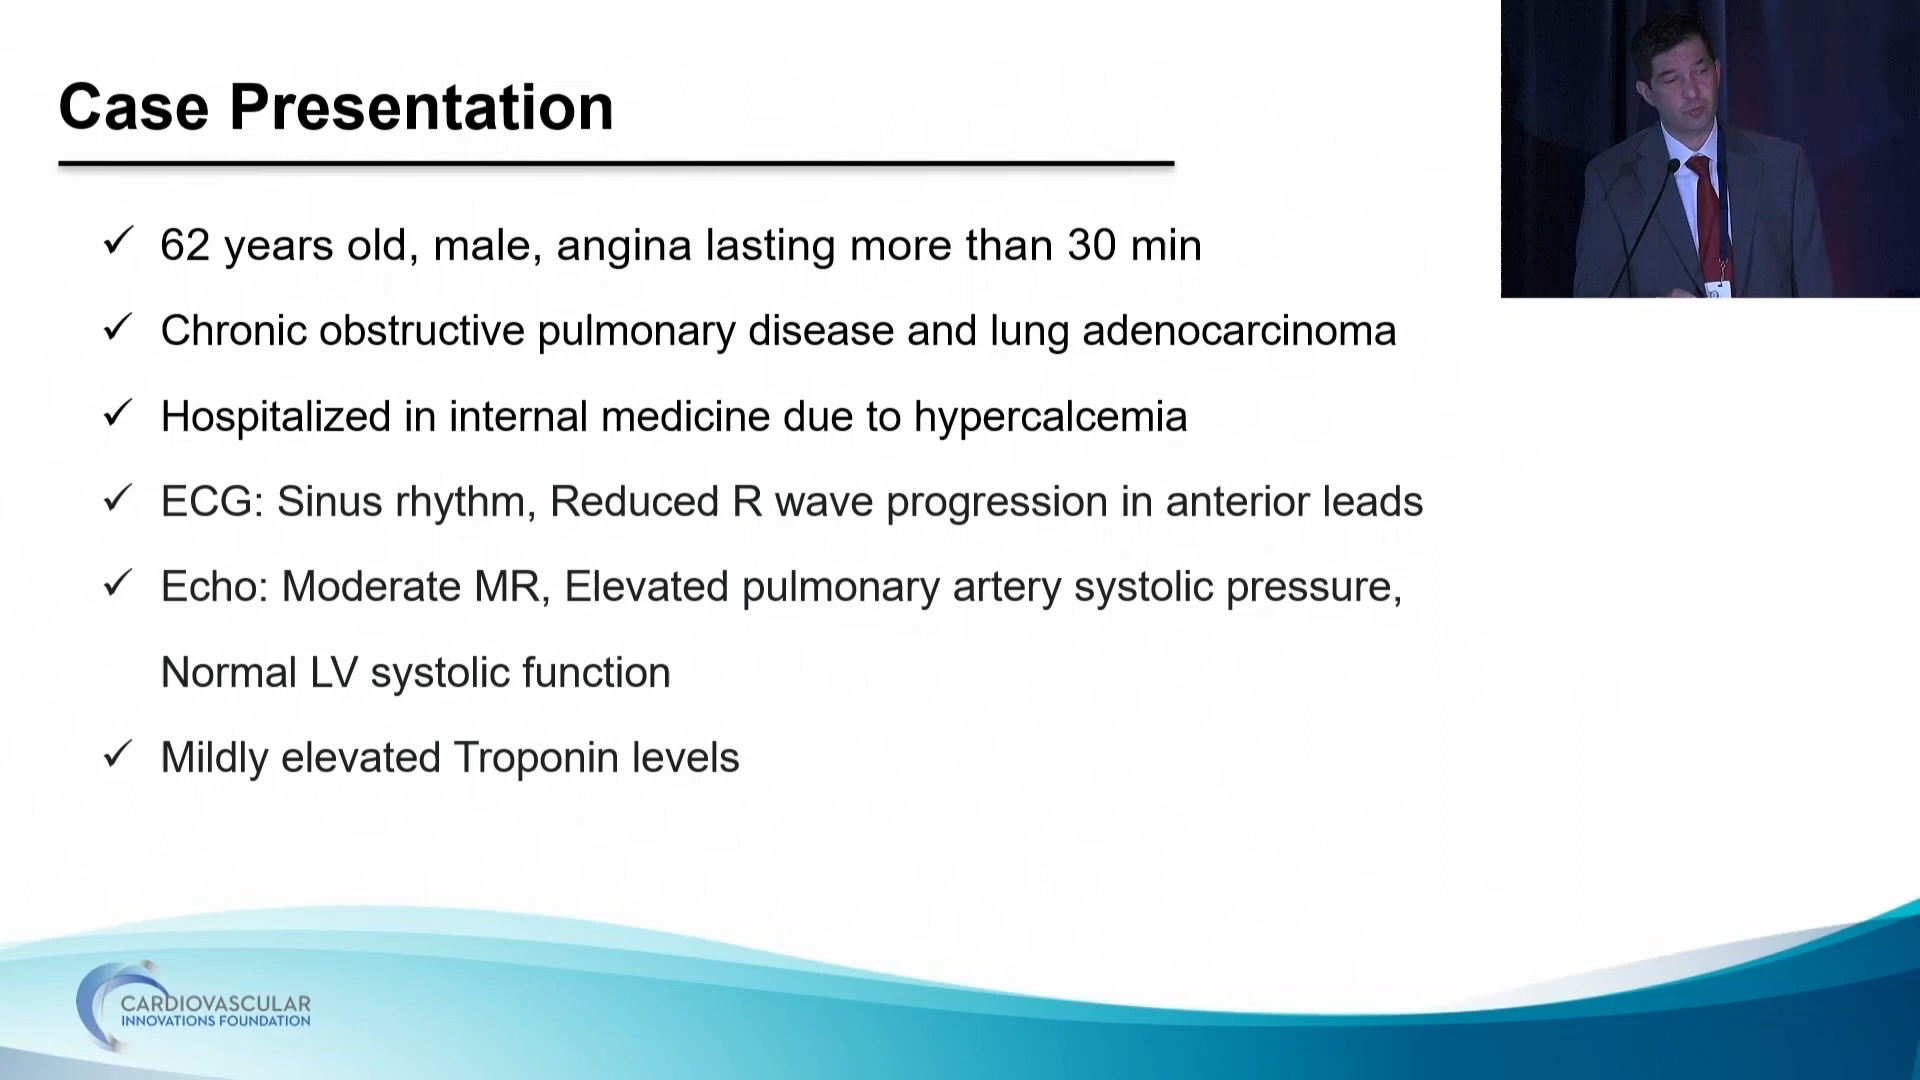 Case Presentation
✓ 62 years old, male, angina lasting more than 30 min
✓ Chronic obstructive pulmonary disease and lung adenocarcinoma
✓ Hospitalized in internal medicine due to hypercalcemia
✓ ECG: Sinus rhythm, Reduced R wave progression in anterior leads
✓ Echo: Moderate MR, Elevated pulmonary artery systolic pressure,
Normal LV systolic function
✓ Mildly elevated Troponin levels
CARDIOVASCULAR
INNOVATIONS FOUNDATION